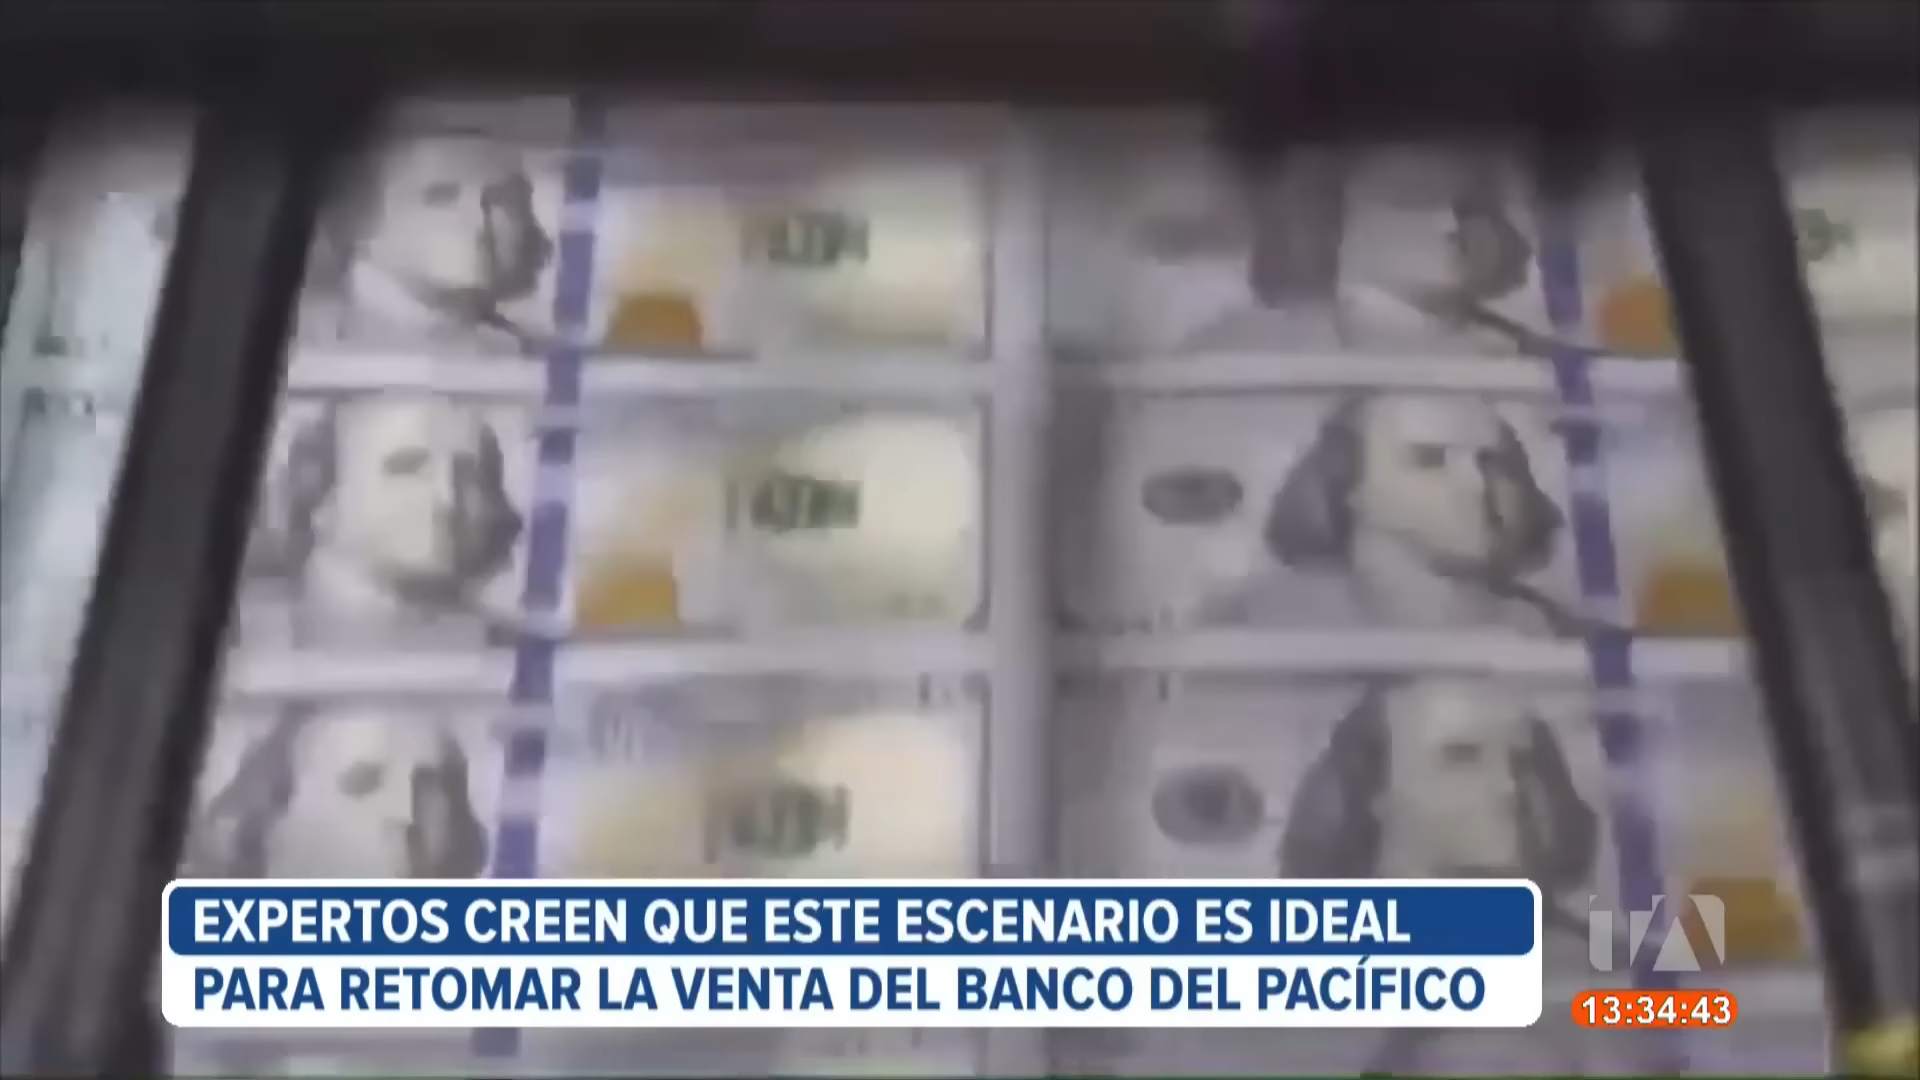 EXPERTOS CREEN QUE ESTE ESCENARIO ES IDEAL
PARA RETOMAR LA VENTA DEL BANCO DEL PACÍFICO
13:34:43